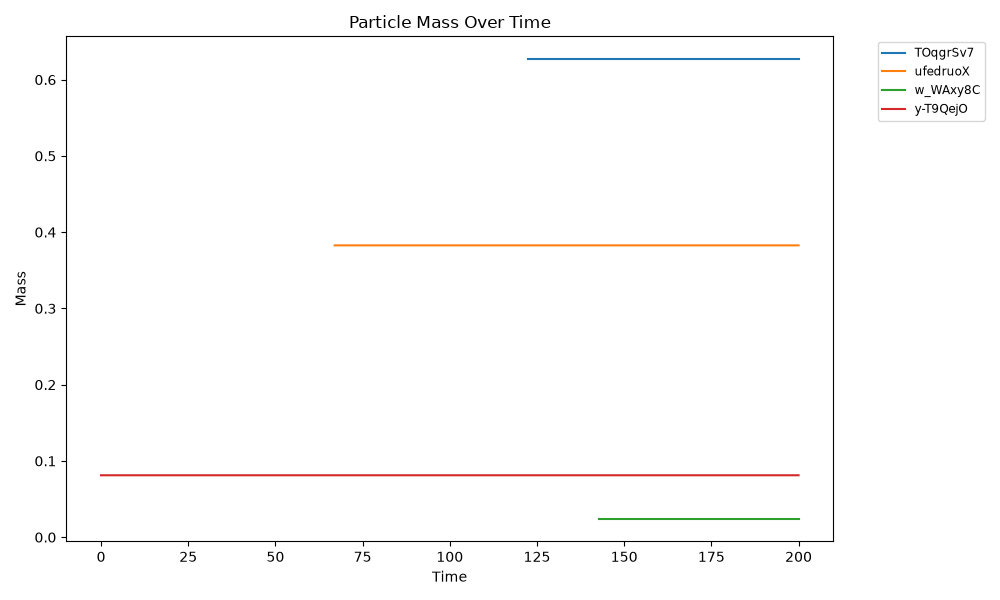 Particle Mass Over Time
TOqgrSv7
ufedruoX
w_WAxy8C
y-T9QejO
Mass
0.6
0.5
0.4
0.3
0.2
0.1
0.0
0 25 50 75 100 125 150 175 200
Time